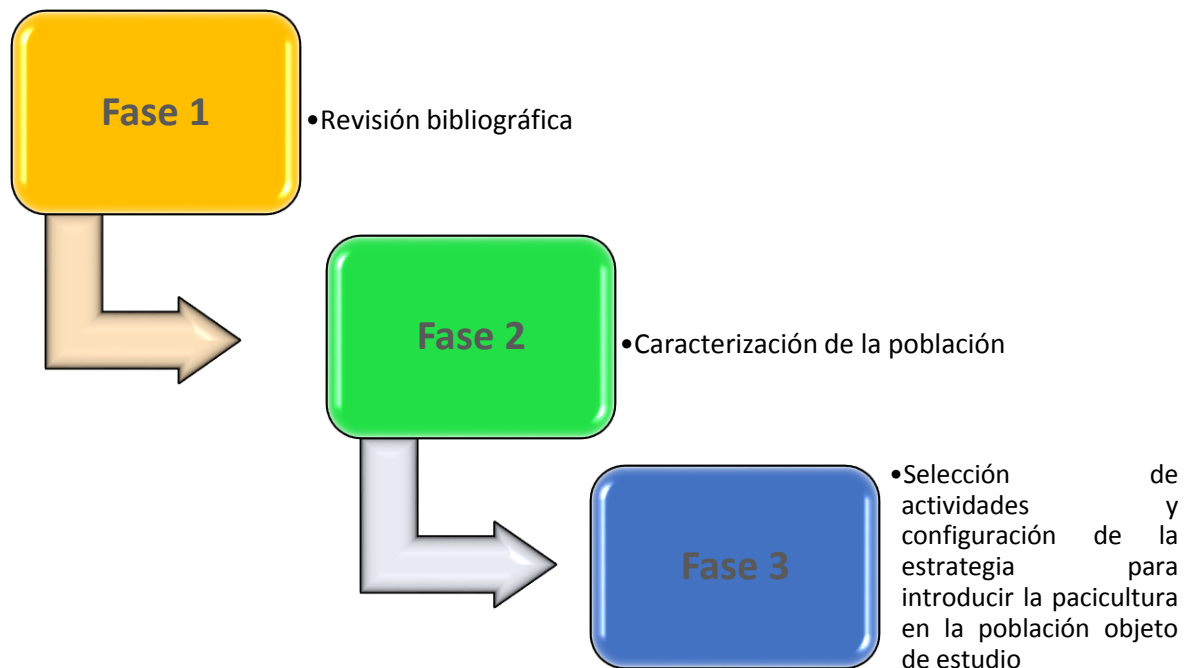 Fase 1
•Revisión bibliográfica
Fase 2
•Caracterización de la población
Fase 3
•Selección de
actividades y
configuración de la
estrategia para
introducir la pacicultura
en la población objeto
de estudio